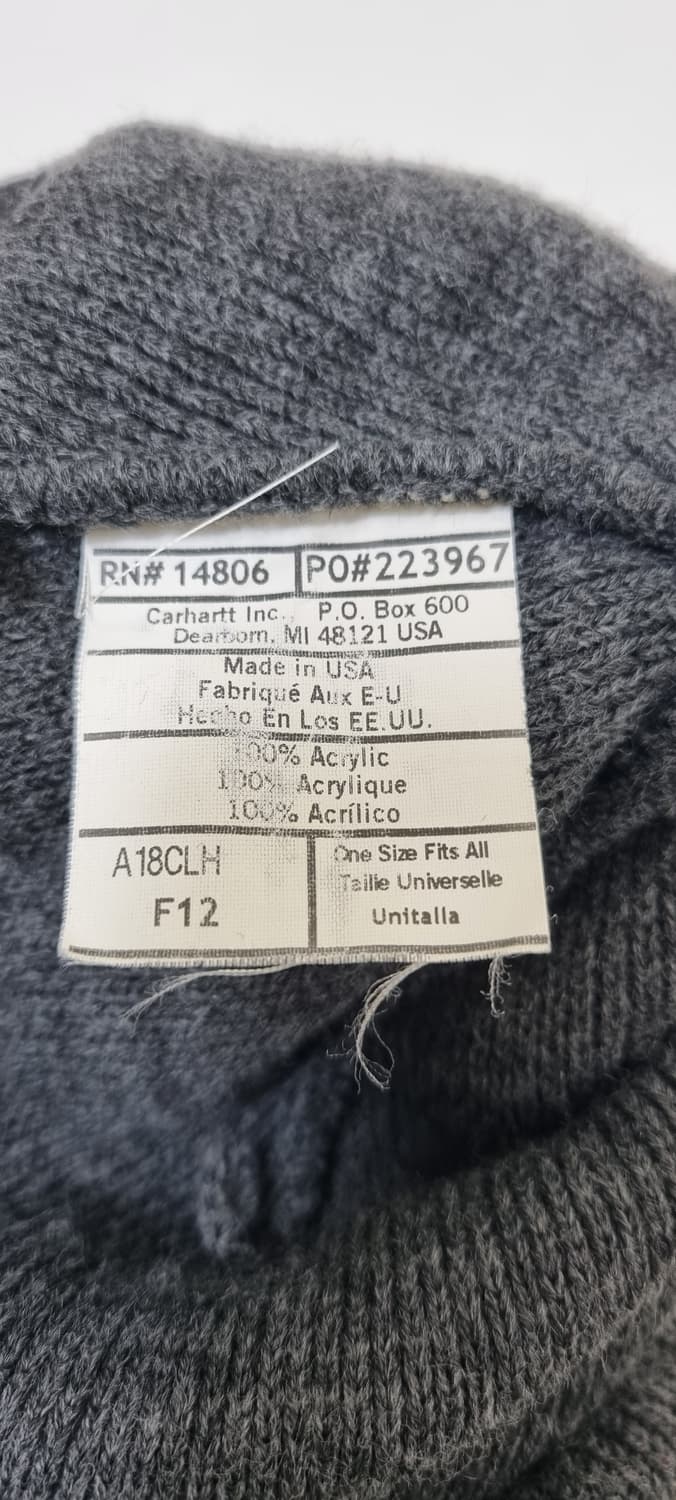 RN# 14806 PO#223967
Carhartt Inc. P.O. Box 600
Dearborn, MI 48121 USA
Made in USA
Fabriqué Aux E-U
Hecho En Los EE.UU.
100% Acrylic
100% Acrylique
100% Acrílico
A18CLH
F12
One Size Fits All
Taille Universelle
Unitalla